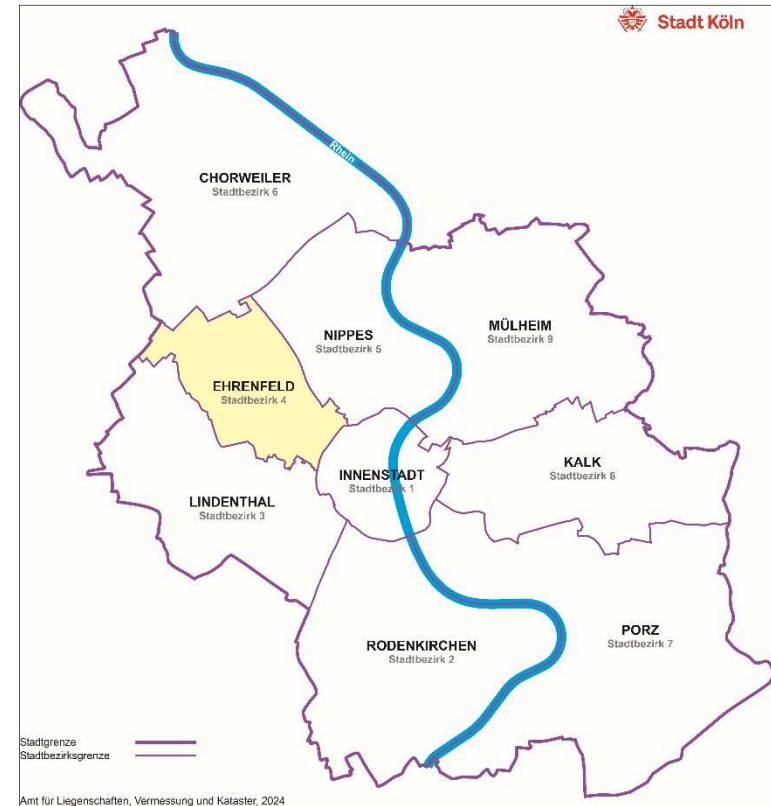 Stadt Köln
Rhein
CHORWEILER
Stadtbezirk 6
NIPPES
Stadtbezirk 5
MÜLHEIM
Stadtbezirk 9
EHRENFELD
Stadtbezirk 4
INNENSTADT
Stadtbezirk 1
KALK
Stadtbezirk 8
LINDENTHAL
Stadtbezirk 3
RODENKIRCHEN
Stadtbezirk 2
PORZ
Stadtbezirk 7
Stadtgrenze
Stadtbezirksgrenze
Amt für Liegenschaften, Vermessung und Kataster, 2024